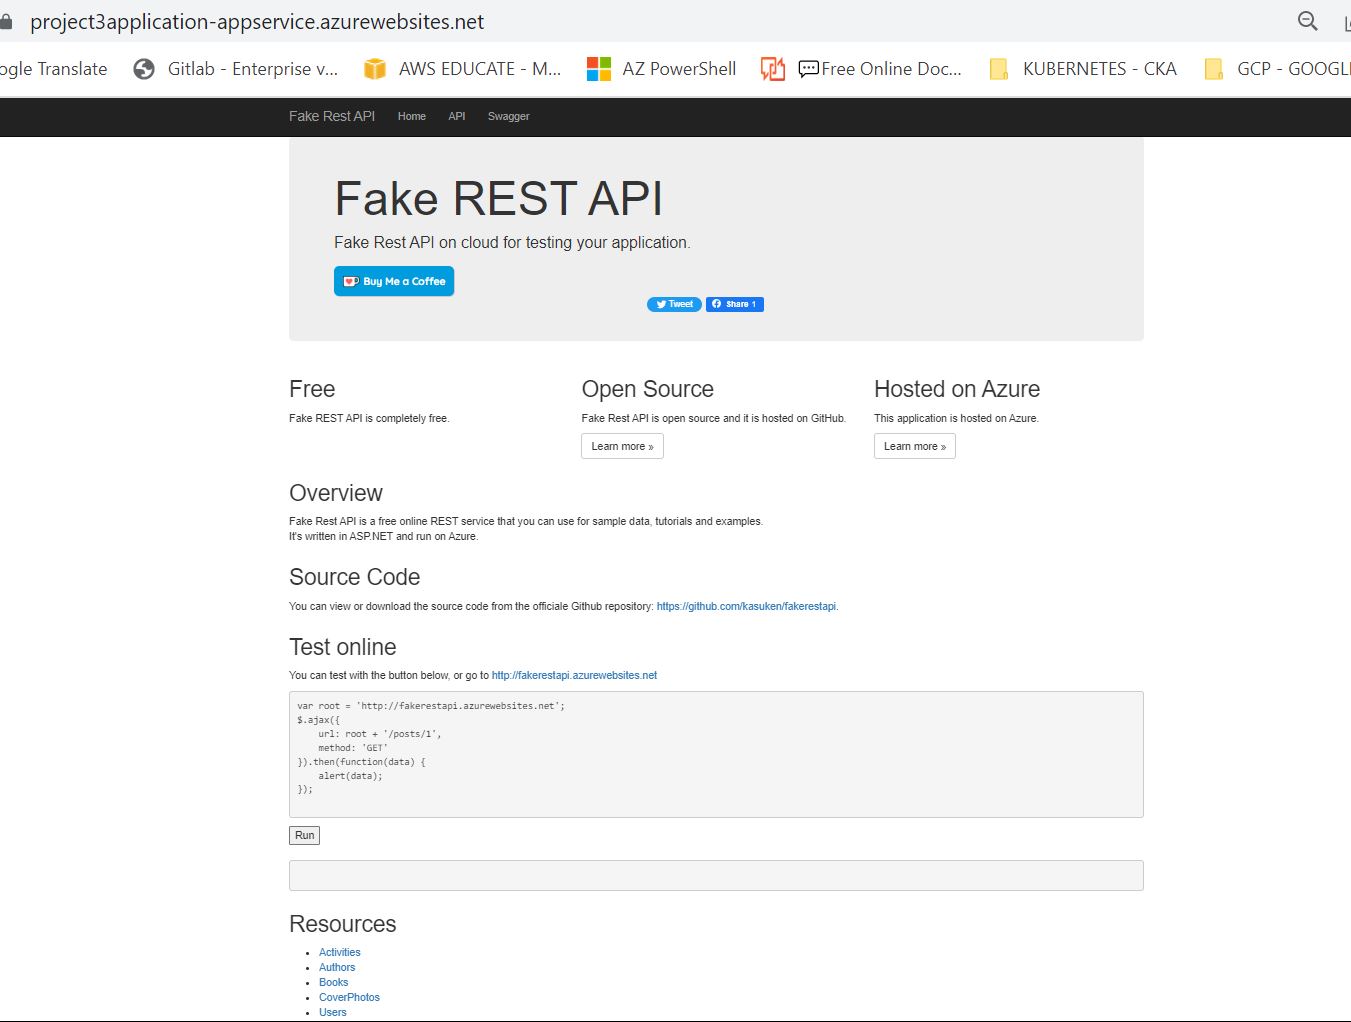 project3application-appservice.azurewebsites.net
ogle Translate Gitlab - Enterprise v... AWS EDUCATE - M... AZ PowerShell Free Online Doc... KUBERNETES - CKA GCP - GOOGL
Fake Rest API Home API Swagger
Fake REST API
Fake Rest API on cloud for testing your application.
Buy Me a Coffee
Tweet Share 1
Free
Fake REST API is completely free.
Open Source
Fake Rest API is open source and it is hosted on GitHub.
Learn more »
Hosted on Azure
This application is hosted on Azure.
Learn more »
Overview
Fake Rest API is a free online REST service that you can use for sample data, tutorials and examples.
It's written in ASP.NET and run on Azure.
Source Code
You can view or download the source code from the officiale Github repository: https://github.com/kasuken/fakerestapi.
Test online
You can test with the button below, or go to http://fakerestapi.azurewebsites.net
var root = 'http://fakerestapi.azurewebsites.net';
$.ajax({
url: root + '/posts/1',
method: 'GET'
}).then(function(data) {
alert(data);
});
Run
Resources
Activities
Authors
Books
CoverPhotos
Users